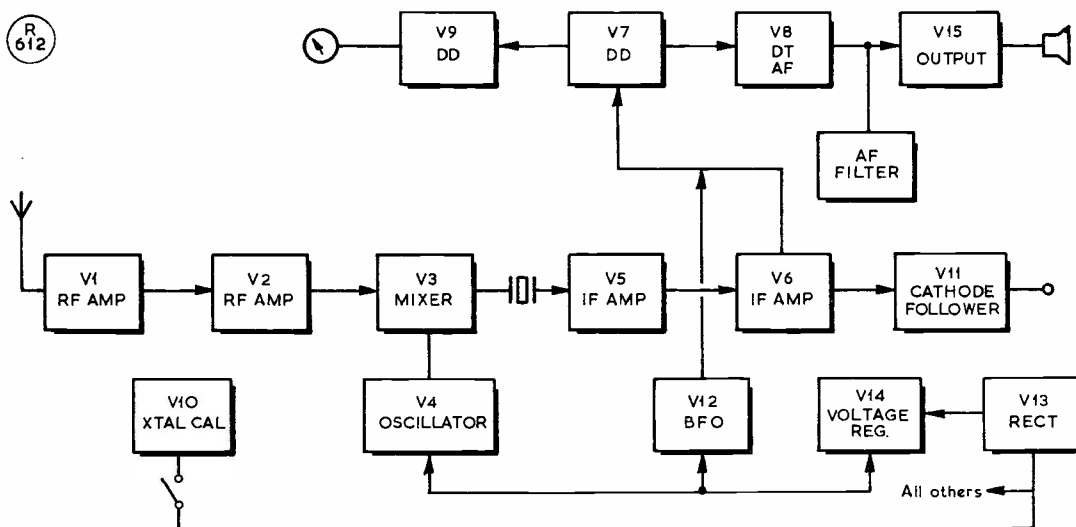 R
612
V9
DD
V7
DD
V8
DT
AF
V15
OUTPUT
AF
FILTER
V1
RF AMP
V2
RF AMP
V3
MIXER
V5
IF AMP
V6
IF AMP
V11
CATHODE
FOLLOWER
V10
XTAL CAL
V4
OSCILLATOR
V12
BFO
V14
VOLTAGE
REG.
V13
RECT
All others